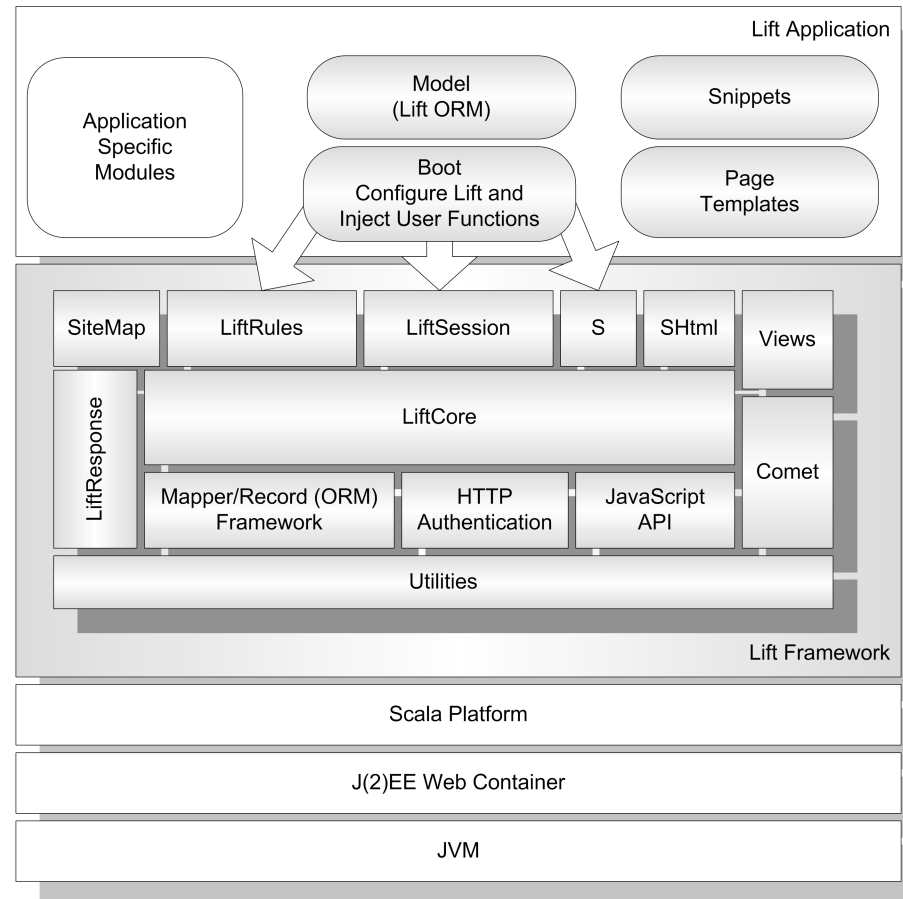 Lift Application
Application
Specific
Modules
Model
(Lift ORM)
Snippets
Boot
Configure Lift and
Inject User Functions
Page
Templates
SiteMap
LiftRules
LiftSession
S
SHtml
Views
LiftResponse
LiftCore
Comet
Mapper/Record (ORM)
Framework
HTTP
Authentication
JavaScript
API
Utilities
Lift Framework
Scala Platform
J(2)EE Web Container
JVM